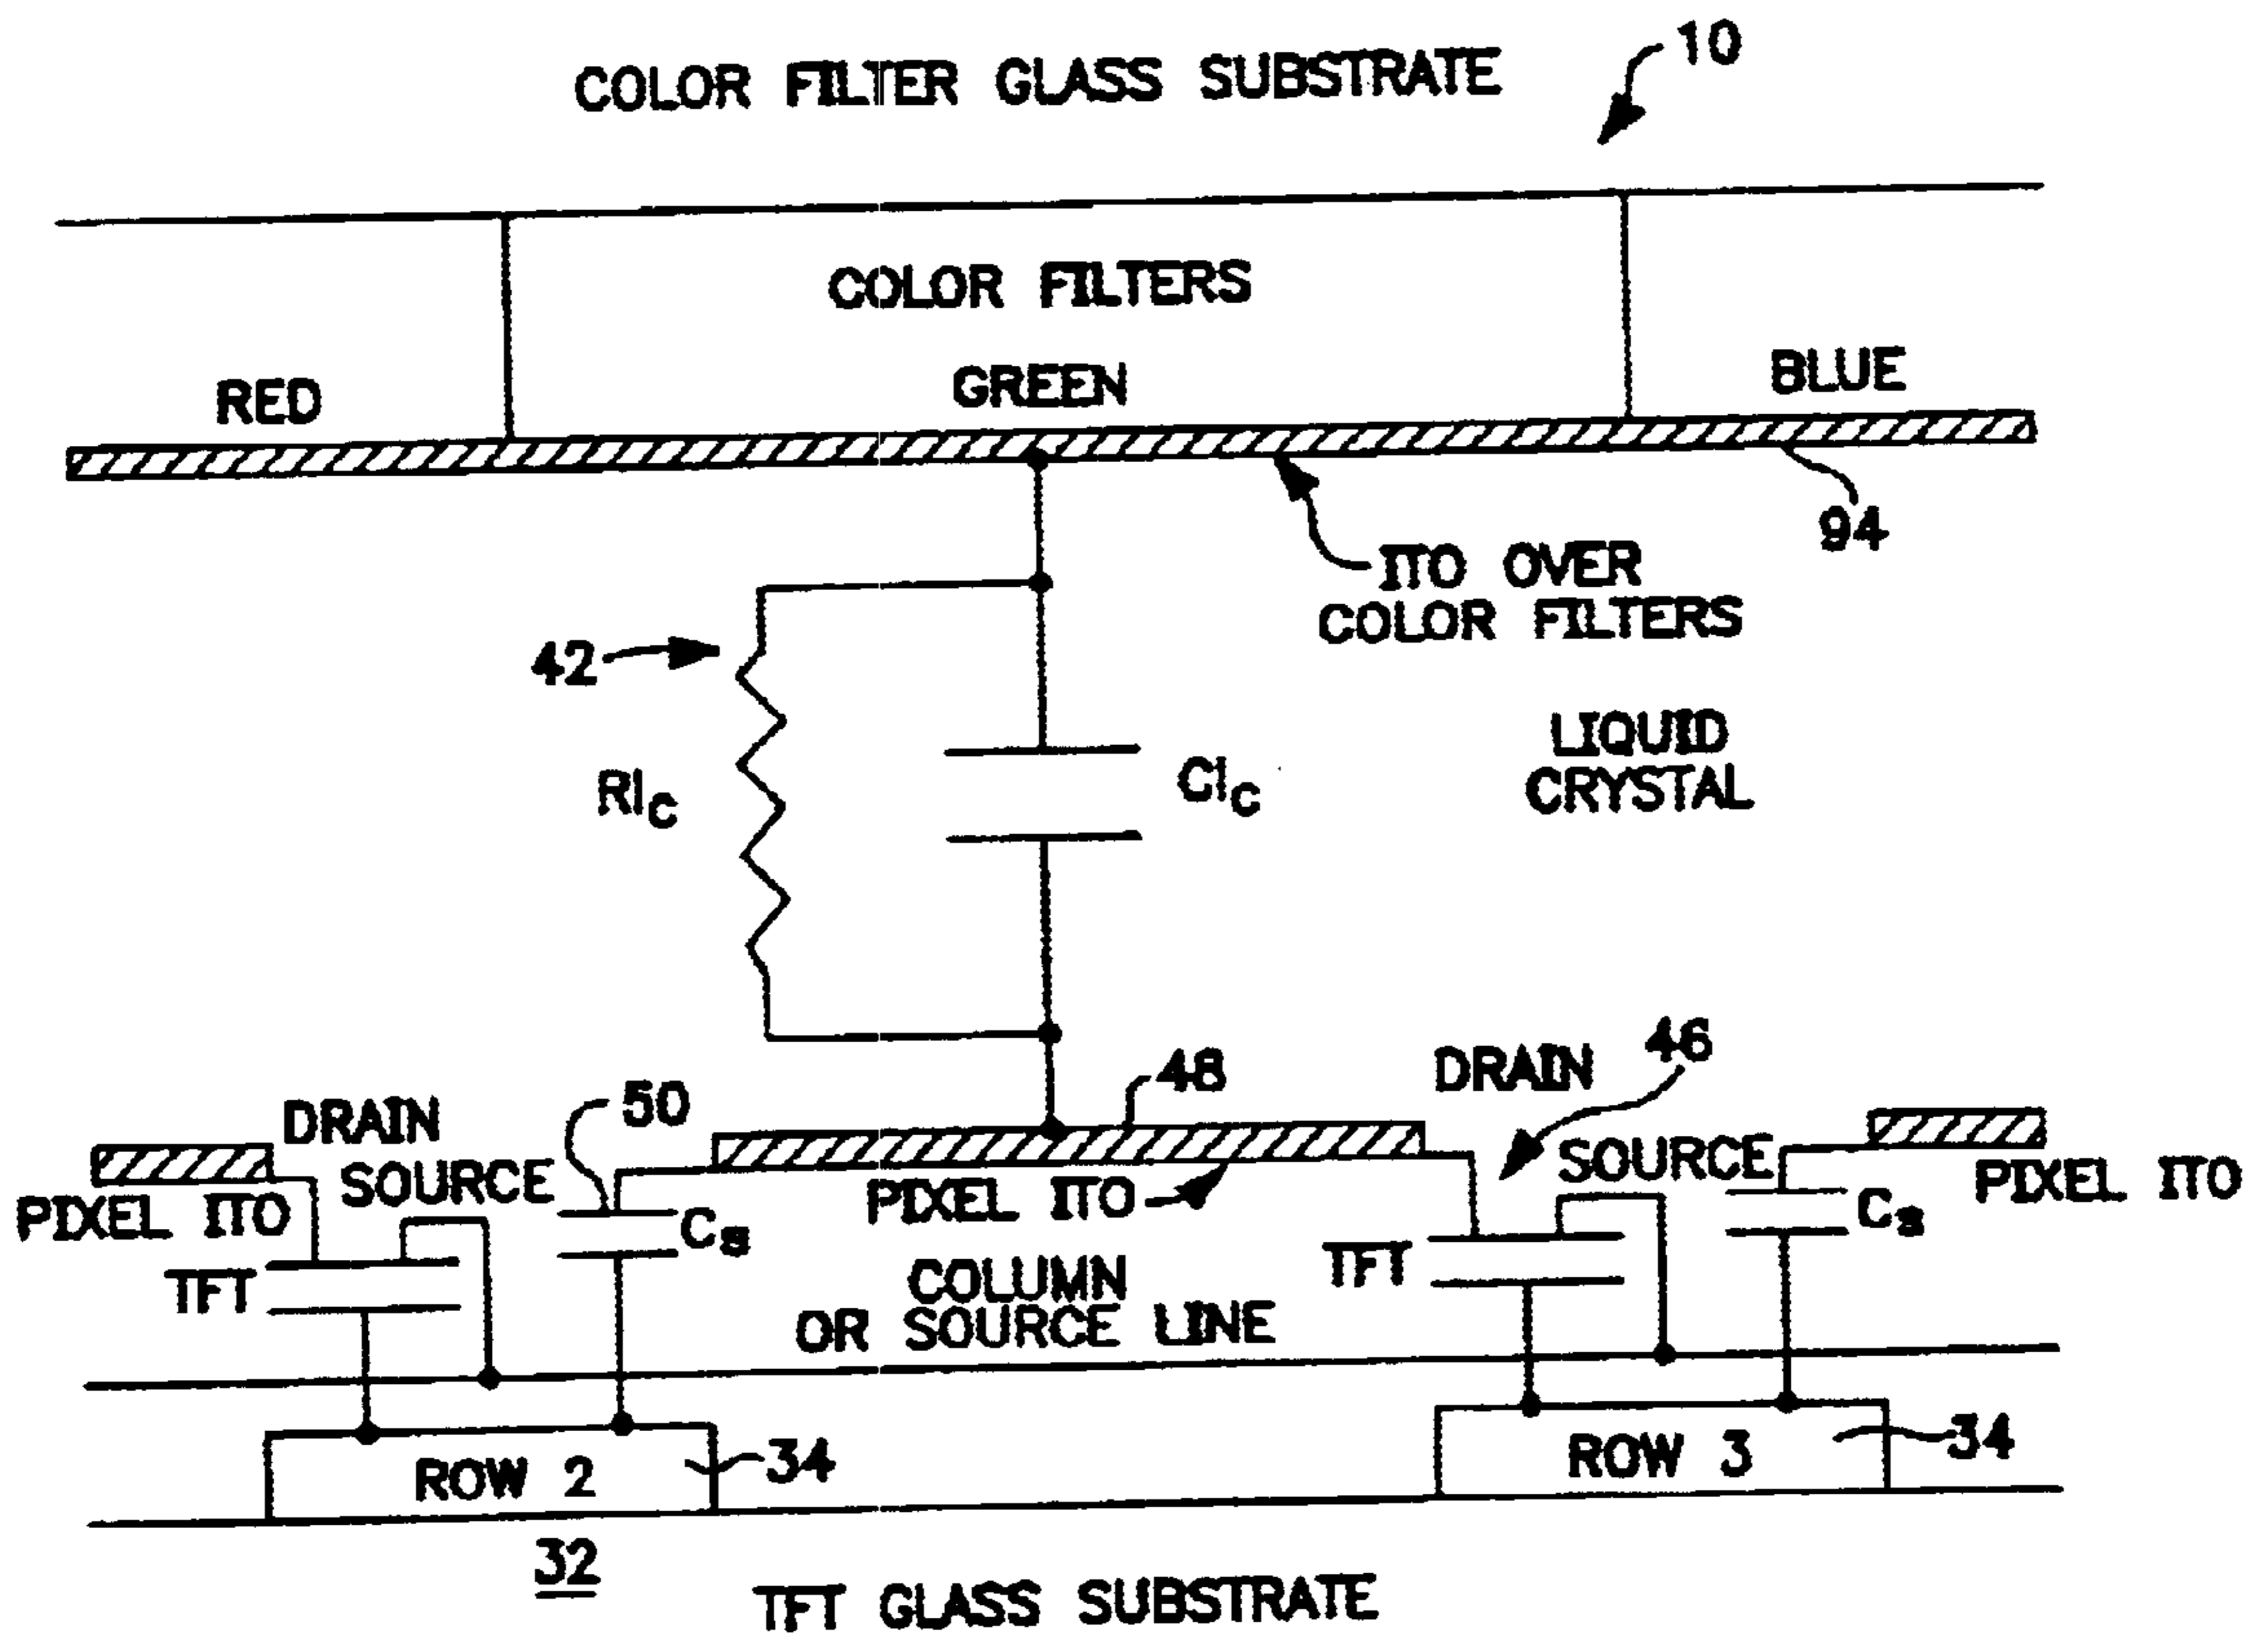 10
COLOR FILTER GLASS SUBSTRATE
COLOR FILTERS
RED
GREEN
BLUE
94
ITO OVER
COLOR FILTERS
42
LIQUID
CRYSTAL
Rlc
Clc
46
48
DRAIN
50
DRAIN
SOURCE
SOURCE
PIXEL ITO
PIXEL ITO
PIXEL ITO
Cs
Cs
TFT
TFT
COLUMN
OR SOURCE LINE
ROW 2
34
ROW 3
34
32
TFT GLASS SUBSTRATE